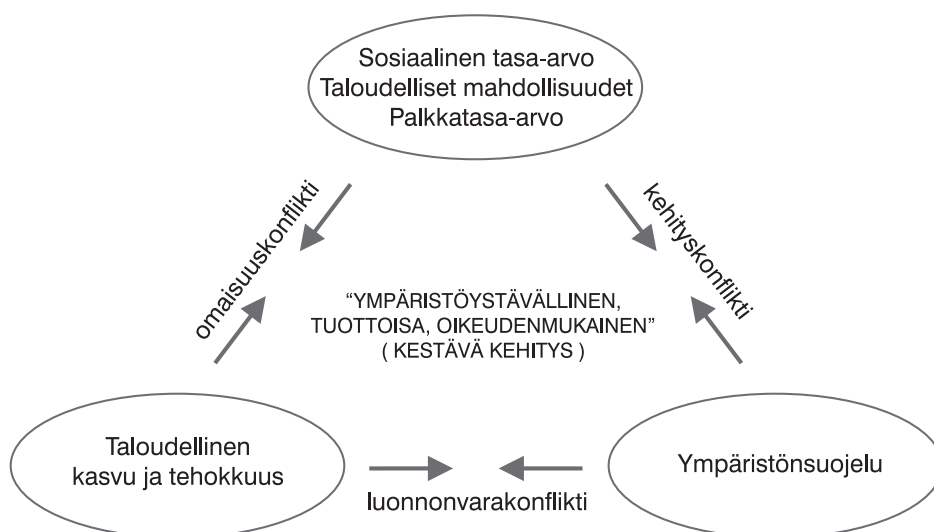 Sosiaalinen tasa-arvo
Taloudelliset mahdollisuudet
Palkkatasa-arvo
omaisuuskonflikti
kehityskonflikti
“YMPÄRISTÖYSTÄVÄLLINEN,
TUOTTOISA, OIKEUDENMUKAINEN”
( KESTÄVÄ KEHITYS )
Taloudellinen
kasvu ja tehokkuus
Ympäristönsuojelu
luonnonvarakonflikti